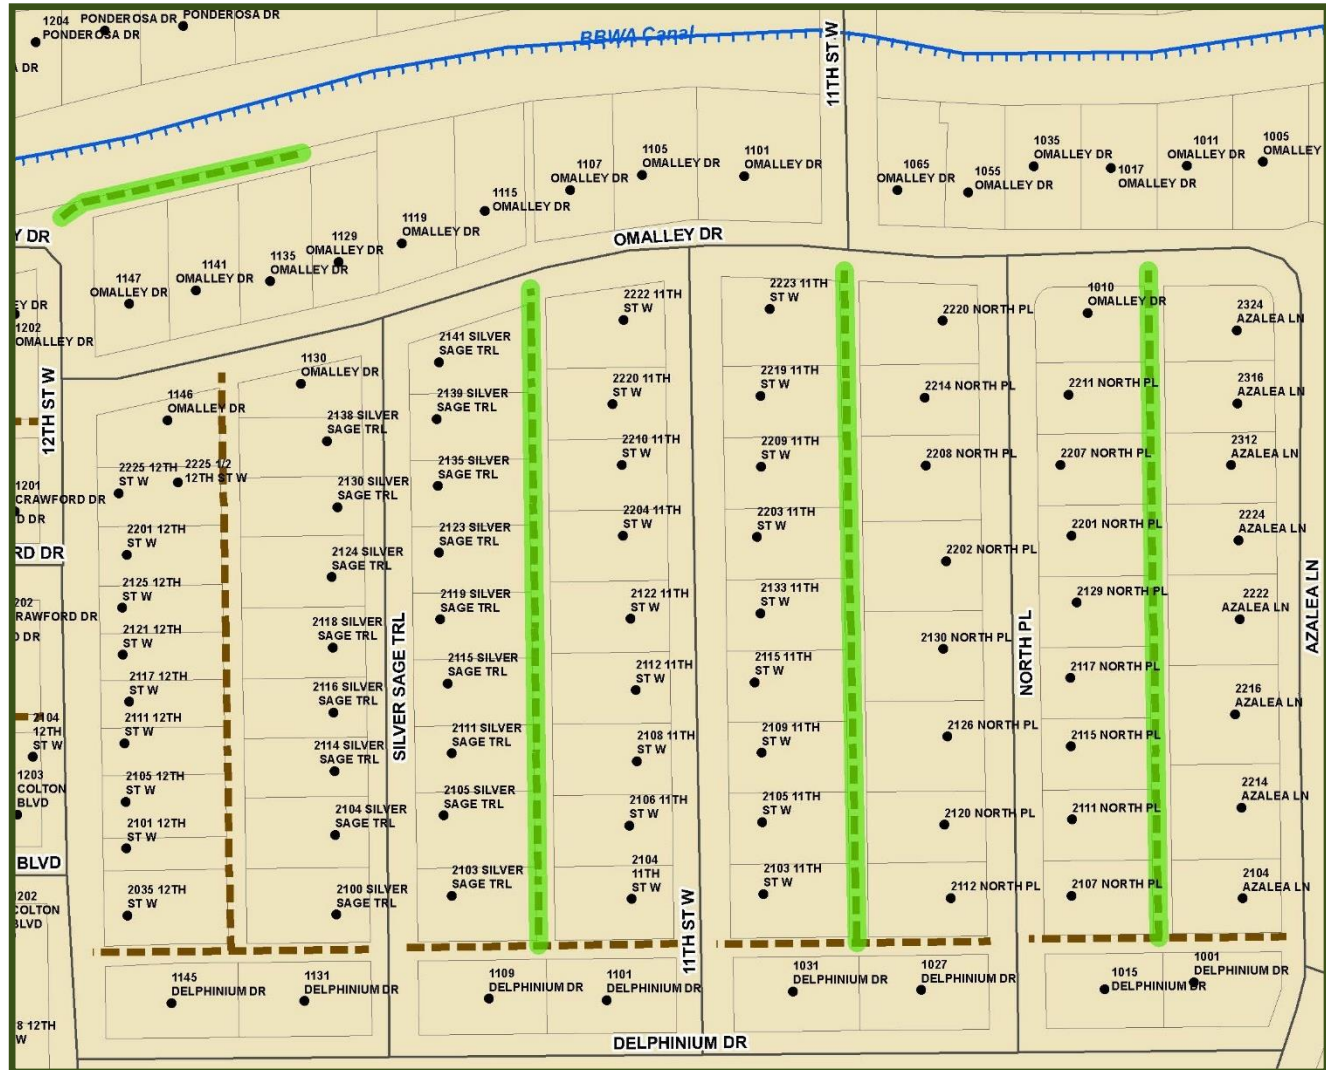 1204
PONDEROSA DR
PONDEROSA DR
PONDEROSA DR
A DR
BBWA Canal
11TH ST W
1035
OMALLEY DR
1011
OMALLEY DR
1005
OMALLEY
1105
OMALLEY DR
1101
OMALLEY DR
1107
OMALLEY DR
1065
OMALLEY DR
1055
OMALLEY DR
1017
OMALLEY DR
1115
OMALLEY DR
1119
OMALLEY DR
1129
OMALLEY DR
1135
OMALLEY DR
1141
OMALLEY DR
1147
OMALLEY DR
Y DR
OMALLEY DR
EY DR
1202
OMALLEY DR
12TH ST W
1130
OMALLEY DR
1146
OMALLEY DR
2225 12TH
ST W
2225 1/2
12TH ST W
2201 12TH
ST W
2125 12TH
ST W
2121 12TH
ST W
2117 12TH
ST W
2111 12TH
ST W
2105 12TH
ST W
2101 12TH
ST W
2035 12TH
ST W
1201
CRAWFORD DR
D DR
RD DR
202
RAWFORD DR
D DR
2104
12TH
ST W
1203
COLTON
BLVD
BLVD
202
COLTON
BLVD
8 12TH
W
2138 SILVER
SAGE TRL
2130 SILVER
SAGE TRL
2124 SILVER
SAGE TRL
2118 SILVER
SAGE TRL
2116 SILVER
SAGE TRL
2114 SILVER
SAGE TRL
2104 SILVER
SAGE TRL
2100 SILVER
SAGE TRL
SILVER SAGE TRL
2141 SILVER
SAGE TRL
2139 SILVER
SAGE TRL
2135 SILVER
SAGE TRL
2123 SILVER
SAGE TRL
2119 SILVER
SAGE TRL
2115 SILVER
SAGE TRL
2111 SILVER
SAGE TRL
2105 SILVER
SAGE TRL
2103 SILVER
SAGE TRL
2222 11TH
ST W
2220 11TH
ST W
2210 11TH
ST W
2204 11TH
ST W
2122 11TH
ST W
2112 11TH
ST W
2108 11TH
ST W
2106 11TH
ST W
2104
11TH
ST W
11TH ST W
2223 11TH
ST W
2219 11TH
ST W
2209 11TH
ST W
2203 11TH
ST W
2133 11TH
ST W
2115 11TH
ST W
2109 11TH
ST W
2105 11TH
ST W
2103 11TH
ST W
2220 NORTH PL
2214 NORTH PL
2208 NORTH PL
2202 NORTH PL
2130 NORTH PL
2126 NORTH PL
2120 NORTH PL
2112 NORTH PL
NORTH PL
1010
OMALLEY DR
2211 NORTH PL
2207 NORTH PL
2201 NORTH PL
2129 NORTH PL
2117 NORTH PL
2115 NORTH PL
2111 NORTH PL
2107 NORTH PL
2324
AZALEA LN
2316
AZALEA LN
2312
AZALEA LN
2224
AZALEA LN
2222
AZALEA LN
2216
AZALEA LN
2214
AZALEA LN
2104
AZALEA LN
AZALEA LN
1145
DELPHINIUM DR
1131
DELPHINIUM DR
1109
DELPHINIUM DR
1101
DELPHINIUM DR
1031
DELPHINIUM DR
1027
DELPHINIUM DR
1015
DELPHINIUM DR
1001
DELPHINIUM DR
DELPHINIUM DR